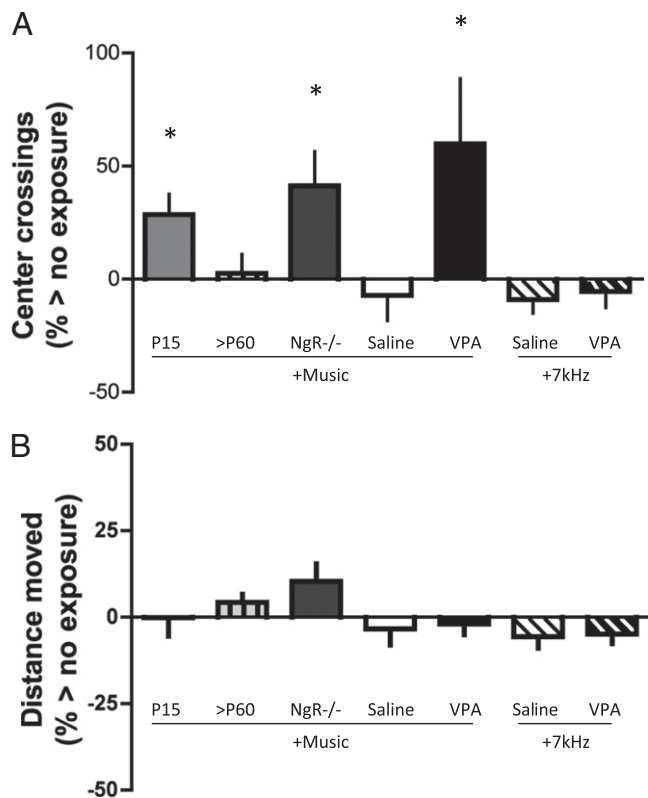 A
Center crossings
(% > no exposure)
*
*
*
100
50
0
-50
P15 >P60 NgR-/- Saline VPA Saline VPA
+Music +7kHz
B
Distance moved
(% > no exposure)
50
25
0
-25
-50
P15 >P60 NgR-/- Saline VPA Saline VPA
+Music +7kHz